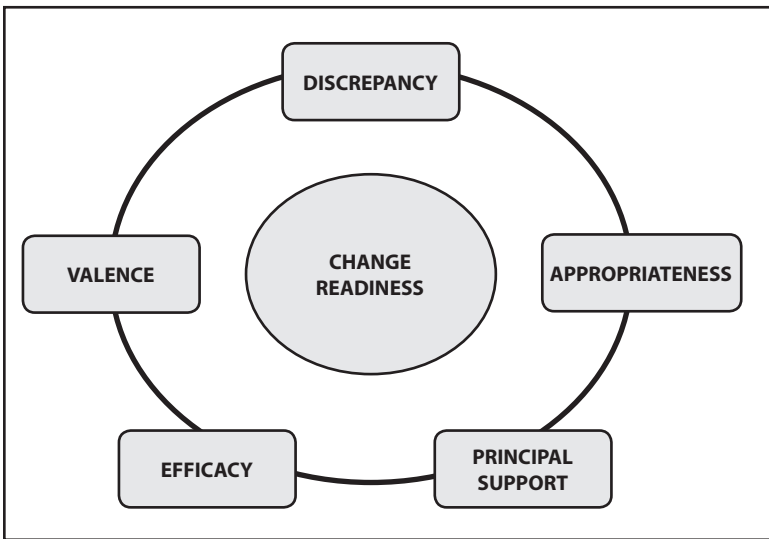 DISCREPANCY
VALENCE
CHANGE
READINESS
APPROPRIATENESS
EFFICACY
PRINCIPAL
SUPPORT